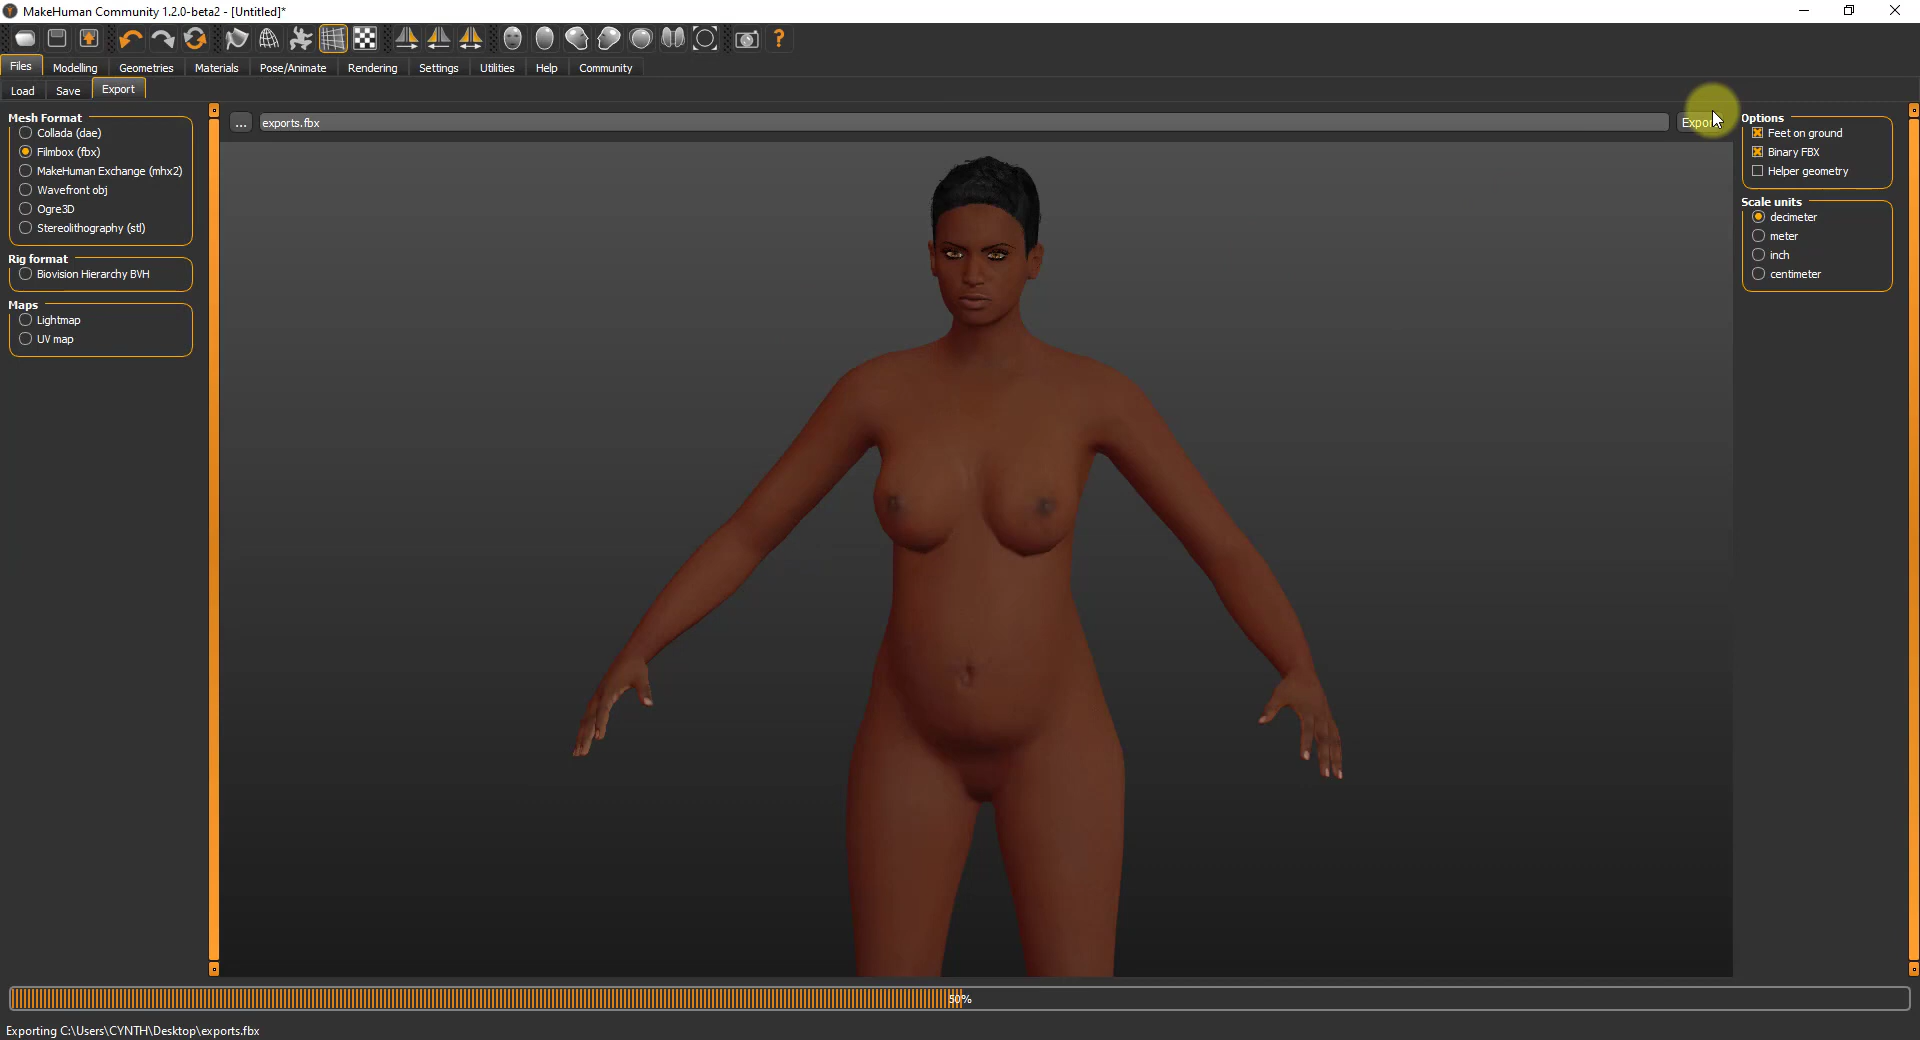 MakeHuman Community 1.2.0-beta2 - [Untitled]*
Files Modelling Geometries Materials Pose/Animate Rendering Settings Utilities Help Community
Load Save Export
... exports.fbx Export
Mesh Format
Collada (dae)
Filmbox (fbx)
MakeHuman Exchange (mhx2)
Wavefront obj
Ogre3D
Stereolithography (stl)
Rig format
Biovision Hierarchy BVH
Maps
Lightmap
UV map
Options
Feet on ground
Binary FBX
Helper geometry
Scale units
decimeter
meter
inch
centimeter
50%
Exporting C:\Users\CYNTH\Desktop\exports.fbx